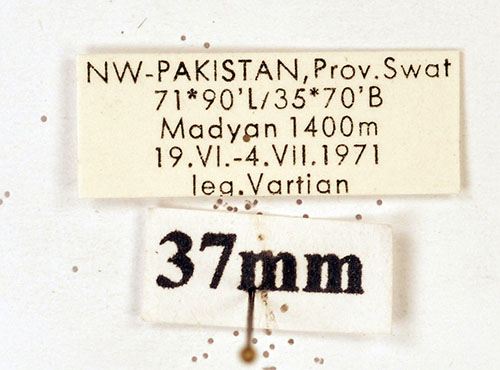 NW-PAKISTAN, Prov. Swat
71*90'L/35*70'B
Madyan 1400m
19.VI.-4.VII.1971
leg. Vartian
37mm